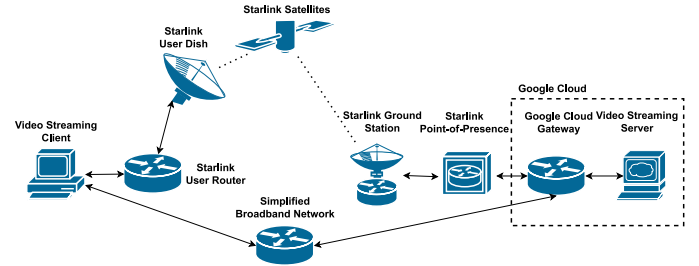 Starlink Satellites
Starlink
User Dish
Google Cloud
Video Streaming
Client
Starlink
User Router
Starlink Ground
Station
Starlink
Point-of-Presence
Google Cloud
Gateway
Video Streaming
Server
Simplified
Broadband Network